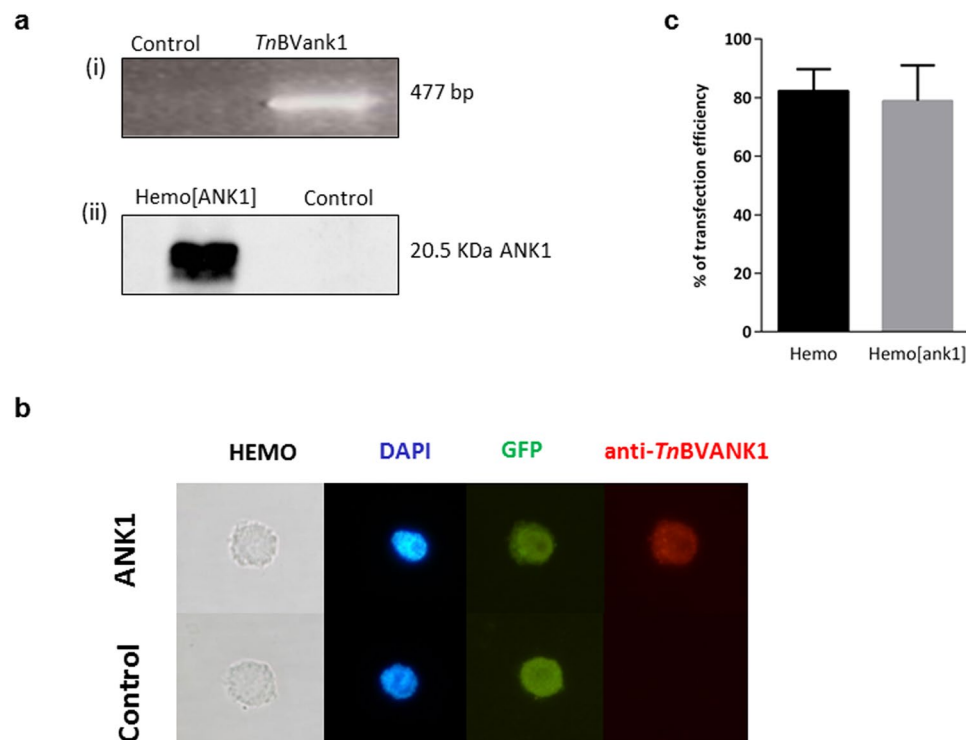 a
Control TnBVank1
(i)
477 bp
Hemo[ANK1] Control
(ii)
20.5 KDa ANK1
c
% of transfection efficiency
100
80
60
40
20
0
Hemo Hemo[ank1]
b
HEMO DAPI GFP anti-TnBVANK1
ANK1
Control